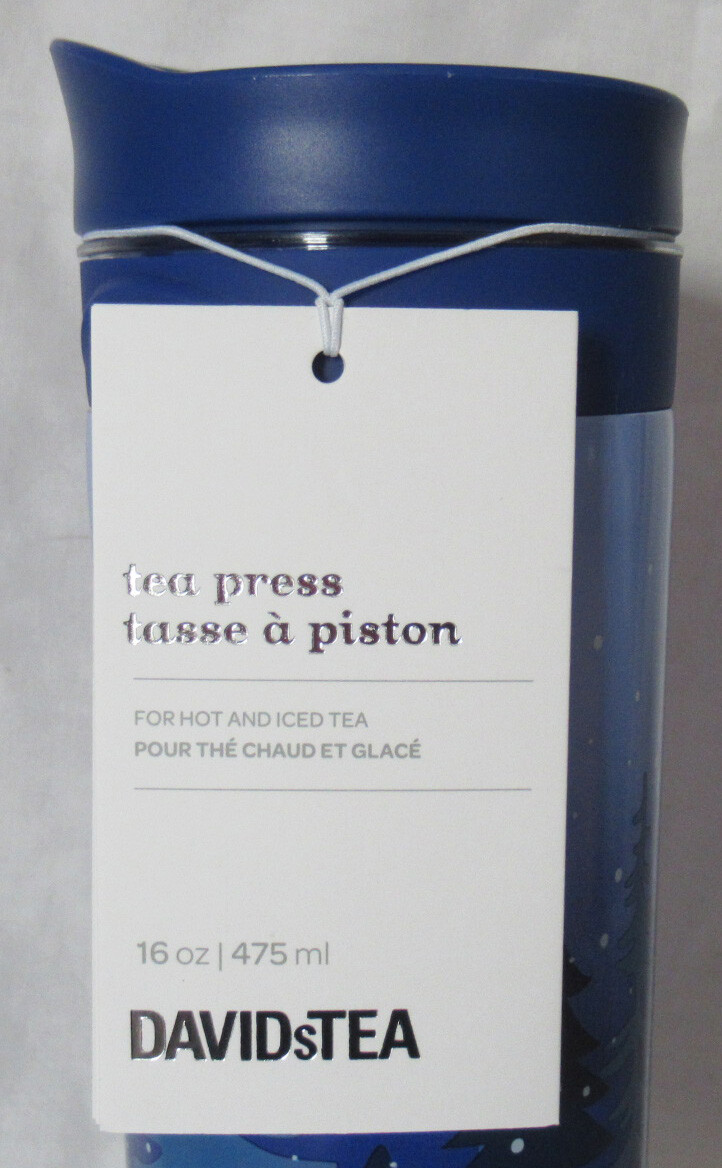 tea press
tasse à piston
FOR HOT AND ICED TEA
POUR THÉ CHAUD ET GLACÉ
16 oz | 475 ml
DAVIDsTEA